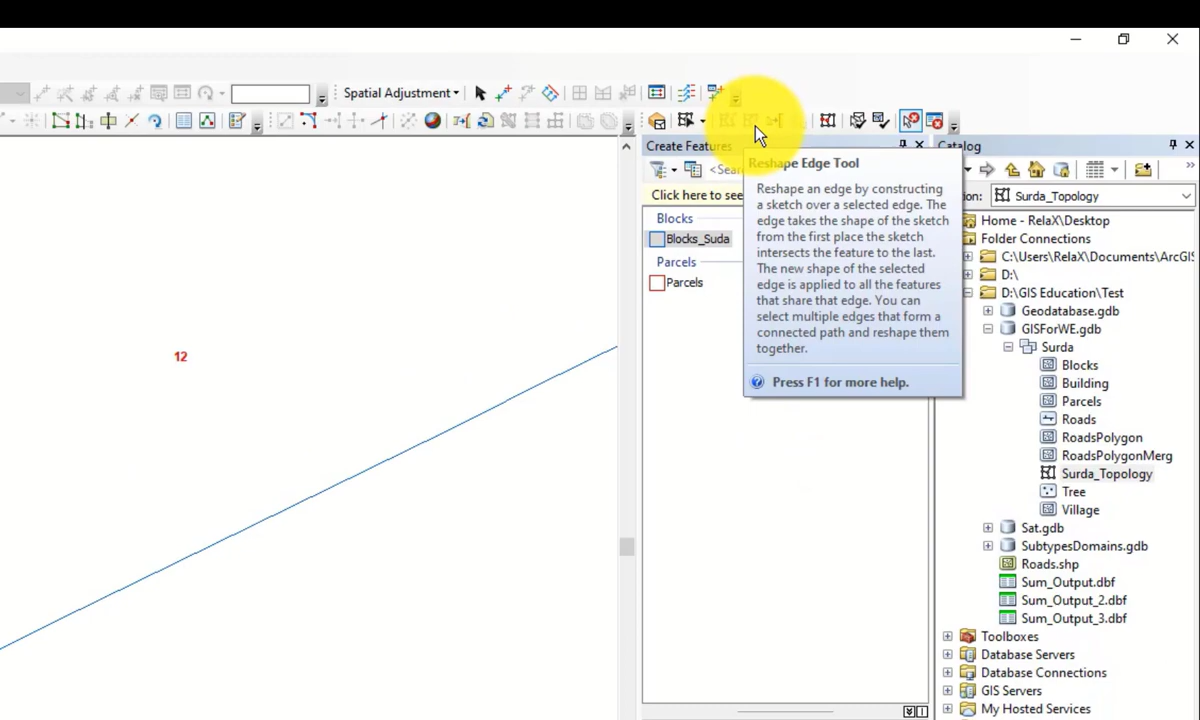 Spatial Adjustment
Create Features
Catalog
Reshape Edge Tool
<Sear
Click here to see
Surda_Topology
Blocks
Blocks_Suda
Parcels
Parcels
Reshape an edge by constructing
a sketch over a selected edge. The
edge takes the shape of the sketch
from the first place the sketch
intersects the feature to the last.
The new shape of the selected
edge is applied to all the features
that share that edge. You can
select multiple edges that form a
connected path and reshape them
together.
Press F1 for more help.
12
Home - RelaX\Desktop
Folder Connections
C:\Users\RelaX\Documents\ArcGIS
D:\
D:\GIS Education\Test
Geodatabase.gdb
GISForWE.gdb
Surda
Blocks
Building
Parcels
Roads
RoadsPolygon
RoadsPolygonMerg
Surda_Topology
Tree
Village
Sat.gdb
SubtypesDomains.gdb
Roads.shp
Sum_Output.dbf
Sum_Output_2.dbf
Sum_Output_3.dbf
Toolboxes
Database Servers
Database Connections
GIS Servers
My Hosted Services